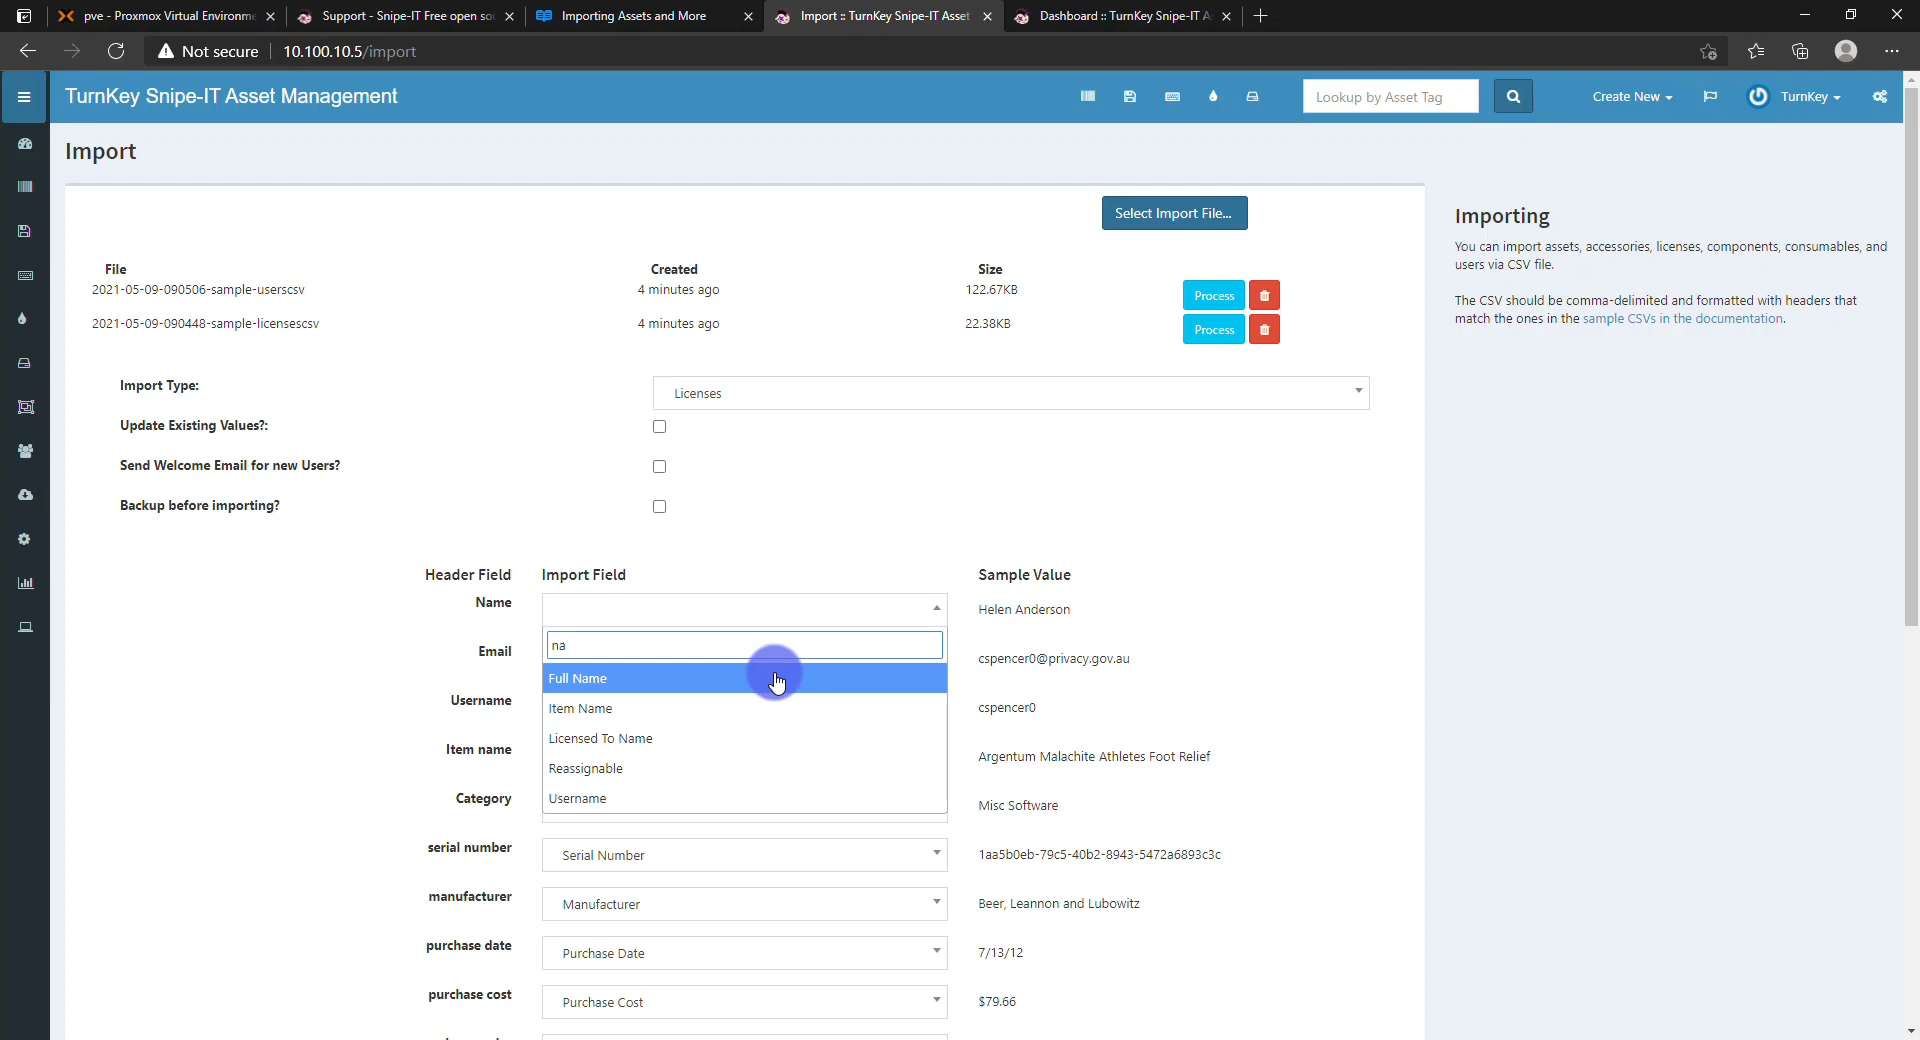 pve - Proxmox Virtual Environme
Support - Snipe-IT Free open so
Importing Assets and More
Import :: TurnKey Snipe-IT Asset
Dashboard :: TurnKey Snipe-IT A
Not secure
10.100.10.5/import
TurnKey Snipe-IT Asset Management
Lookup by Asset Tag
Create New
TurnKey
Import
Select Import File...
Importing
You can import assets, accessories, licenses, components, consumables, and
users via CSV file.
The CSV should be comma-delimited and formatted with headers that
match the ones in the sample CSVs in the documentation.
File Created Size
2021-05-09-090506-sample-userscsv 4 minutes ago 122.67KB Process
2021-05-09-090448-sample-licensescsv 4 minutes ago 22.38KB Process
Import Type: Licenses
Update Existing Values?:
Send Welcome Email for new Users?
Backup before importing?
Header Field Import Field Sample Value
Name Helen Anderson
na
Email cspencer0@privacy.gov.au
Full Name
Username cspencer0
Item Name
Licensed To Name
Item name Argentum Malachite Athletes Foot Relief
Reassignable
Category Username Misc Software
serial number Serial Number 1aa5b0eb-79c5-40b2-8943-5472a6893c3c
manufacturer Manufacturer Beer, Leannon and Lubowitz
purchase date Purchase Date 7/13/12
purchase cost Purchase Cost $79.66